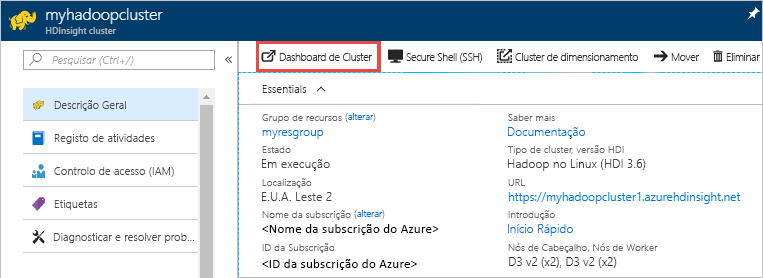 myhadoopcluster
HDInsight cluster
Pesquisar (Ctrl+/)
Descrição Geral
Registo de atividades
Controlo de acesso (IAM)
Etiquetas
Diagnosticar e resolver prob...
Dashboard de Cluster
Secure Shell (SSH)
Cluster de dimensionamento
Mover
Eliminar
Essentials
Grupo de recursos (alterar)
myresgroup
Estado
Em execução
Localização
E.U.A. Leste 2
Nome da subscrição (alterar)
<Nome da subscrição do Azure>
ID da Subscrição
<ID da subscrição do Azure>
Saber mais
Documentação
Tipo de cluster, versão HDI
Hadoop no Linux (HDI 3.6)
URL
https://myhadoopcluster1.azurehdinsight.net
Introdução
Início Rápido
Nós de Cabeçalho, Nós de Worker
D3 v2 (x2), D3 v2 (x2)